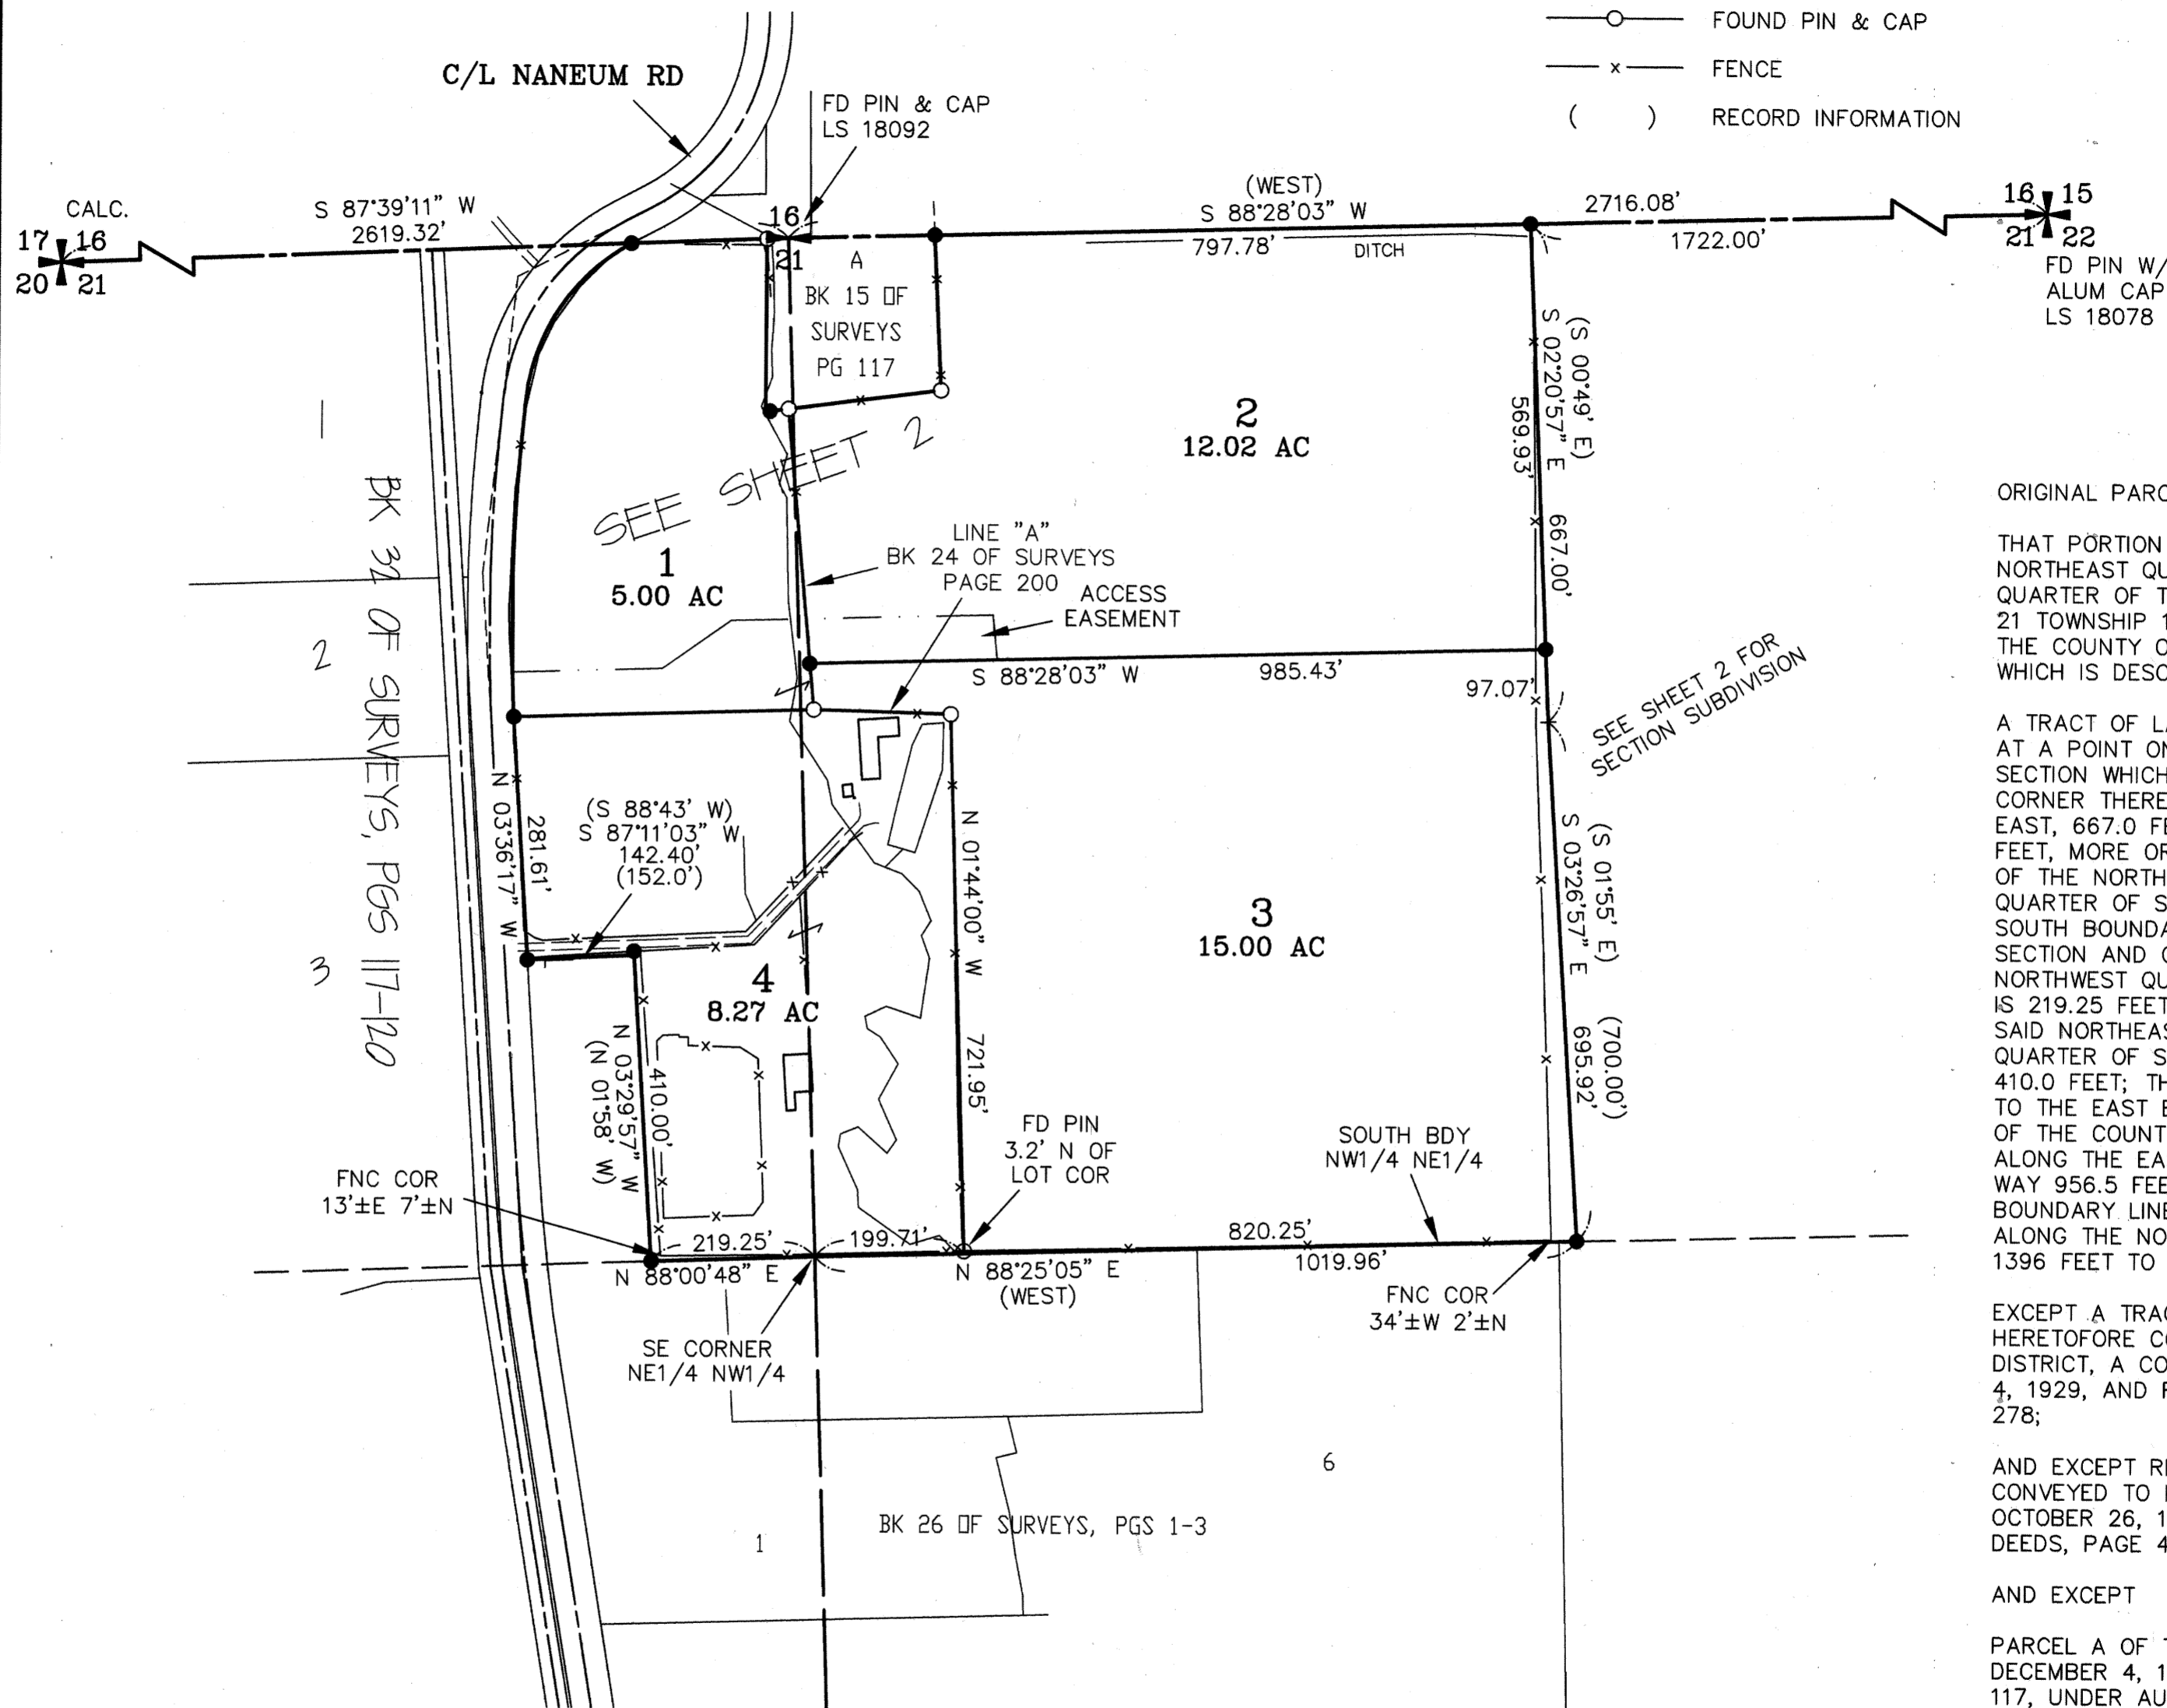 FOUND PIN & CAP
FENCE
( ) RECORD INFORMATION
C/L NANEUM RD
FD PIN & CAP
LS 18092
CALC.
17 16
20 21
S 87°39'11" W
2619.32'
16
21
(WEST)
S 88°28'03" W
797.78'
DITCH
2716.08'
1722.00'
16 15
21 22
FD PIN W/
ALUM CAP
LS 18078
A
BK 15 OF
SURVEYS
PG 117
SEE SHEET 2
1
5.00 AC
2
12.02 AC
(S 00°49' E)
S 02°20'57" E
569.93'
667.00'
LINE "A"
BK 24 OF SURVEYS
PAGE 200
ACCESS
EASEMENT
S 88°28'03" W
985.43'
97.07'
SEE SHEET 2 FOR
SECTION SUBDIVISION
1
2
3
BK 32 OF SURVEYS, PGS 117-120
N 03°36'17" W
281.61'
(S 88°43' W)
S 87°11'03" W
142.40'
(152.0')
N 01°44'00" W
721.95'
3
15.00 AC
(S 01°55' E)
S 03°26'57" E
(700.00')
695.92'
4
8.27 AC
N 03°29'57" W
(N 01°58' W)
410.00'
FD PIN
3.2' N OF
LOT COR
SOUTH BDY
NW1/4 NE1/4
FNC COR
13'±E 7'±N
219.25'
199.71'
820.25'
N 88°00'48" E
N 88°25'05" E
(WEST)
1019.96'
FNC COR
34'±W 2'±N
SE CORNER
NE1/4 NW1/4
6
1
BK 26 OF SURVEYS, PGS 1-3
ORIGINAL PARC
THAT PORTION
NORTHEAST QU
QUARTER OF T
21 TOWNSHIP 1
THE COUNTY O
WHICH IS DESC
A TRACT OF LA
AT A POINT ON
SECTION WHICH
CORNER THERE
EAST, 667.0 FE
FEET, MORE OR
OF THE NORTH
QUARTER OF S
SOUTH BOUNDA
SECTION AND
NORTHWEST QU
IS 219.25 FEET
SAID NORTHEAS
QUARTER OF S
410.0 FEET; TH
TO THE EAST
OF THE COUNT
ALONG THE EA
WAY 956.5 FEE
BOUNDARY LINE
ALONG THE NO
1396 FEET TO
EXCEPT A TRAC
HERETOFORE CO
DISTRICT, A CO
4, 1929, AND
278;
AND EXCEPT
CONVEYED TO
OCTOBER 26, 1
DEEDS, PAGE 4
AND EXCEPT
PARCEL A OF
DECEMBER 4, 1
117, UNDER AU